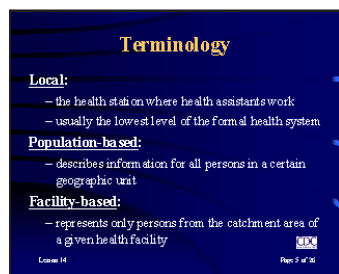 Terminology
Local:
– the health station where health assistants work
– usually the lowest level of the formal health system
Population-based:
– describes information for all persons in a certain
geographic unit
Facility-based:
– represents only persons from the catchment area of
a given health facility
CDC
Lesson 14
Page 5 of 26